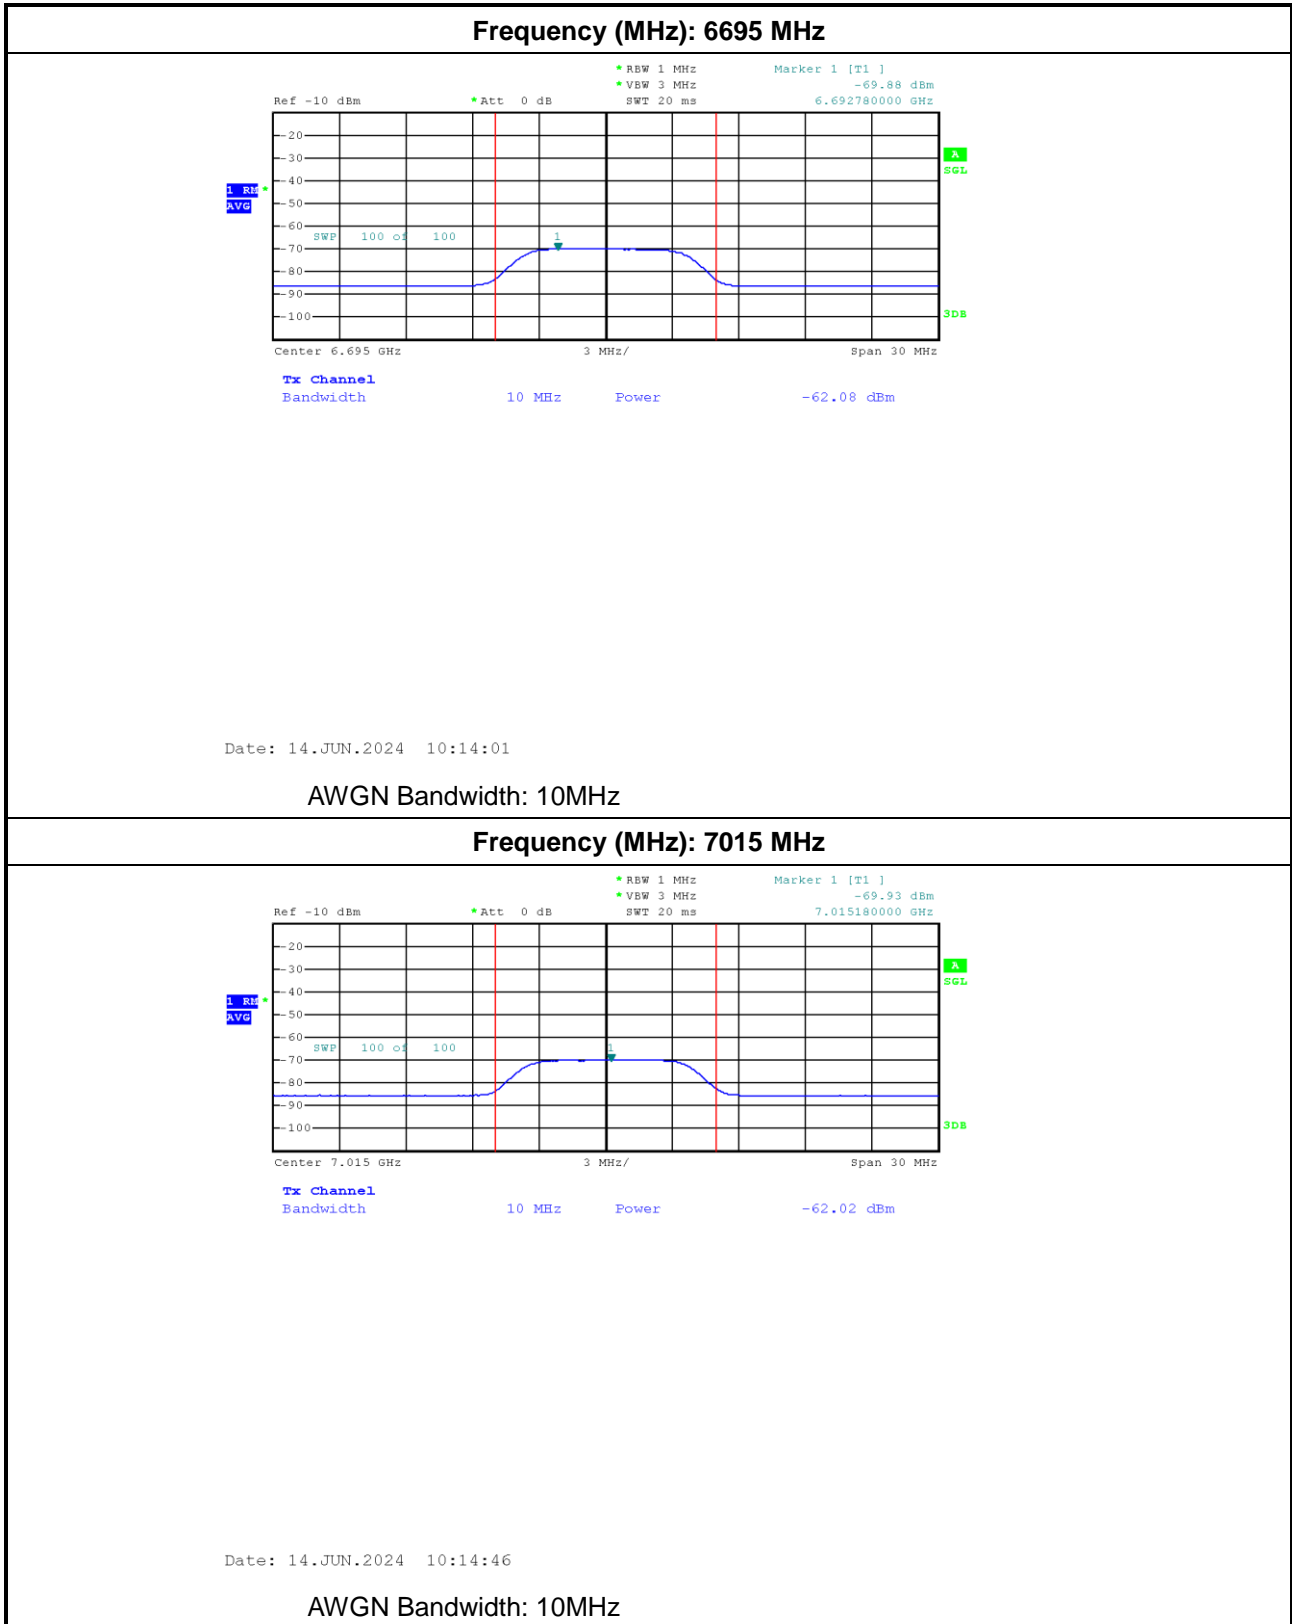 Frequency (MHz): 6695 MHz
* RBW 1 MHz Marker 1 [T1 ]
* VBW 3 MHz -69.88 dBm
Ref -10 dBm * Att 0 dB SWT 20 ms 6.692780000 GHz
-20
A
-30
SGL
-40
1 RM *
AVG
-50
-60
SWP 100 of 100 1
-70
-80
-90
-100
3DB
Center 6.695 GHz 3 MHz/ Span 30 MHz
Tx Channel
Bandwidth 10 MHz Power -62.08 dBm
Date: 14.JUN.2024 10:14:01
AWGN Bandwidth: 10MHz
Frequency (MHz): 7015 MHz
* RBW 1 MHz Marker 1 [T1 ]
* VBW 3 MHz -69.93 dBm
Ref -10 dBm * Att 0 dB SWT 20 ms 7.015180000 GHz
-20
A
-30
SGL
-40
1 RM *
AVG
-50
-60
SWP 100 of 100 1
-70
-80
-90
-100
3DB
Center 7.015 GHz 3 MHz/ Span 30 MHz
Tx Channel
Bandwidth 10 MHz Power -62.02 dBm
Date: 14.JUN.2024 10:14:46
AWGN Bandwidth: 10MHz